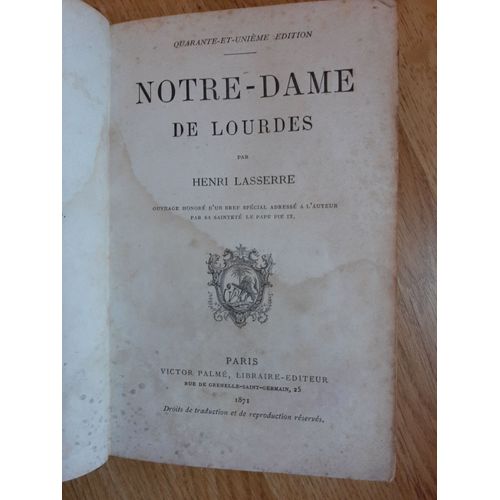 QUARANTE-ET-UNIÈME EDITION
NOTRE-DAME
DE LOURDES
PAR
HENRI LASSERRE
OUVRAGE HONORÉ D'UN BREF SPÉCIAL ADRESSÉ A L'AUTEUR
PAR SA SAINTETÉ LE PAPE PIE IX.
PARIS
VICTOR PALMÉ, LIBRAIRE-EDITEUR
RUE DE GRENELLE-SAINT-GERMAIN, 25
1871
Droits de traduction et de reproduction réservés.